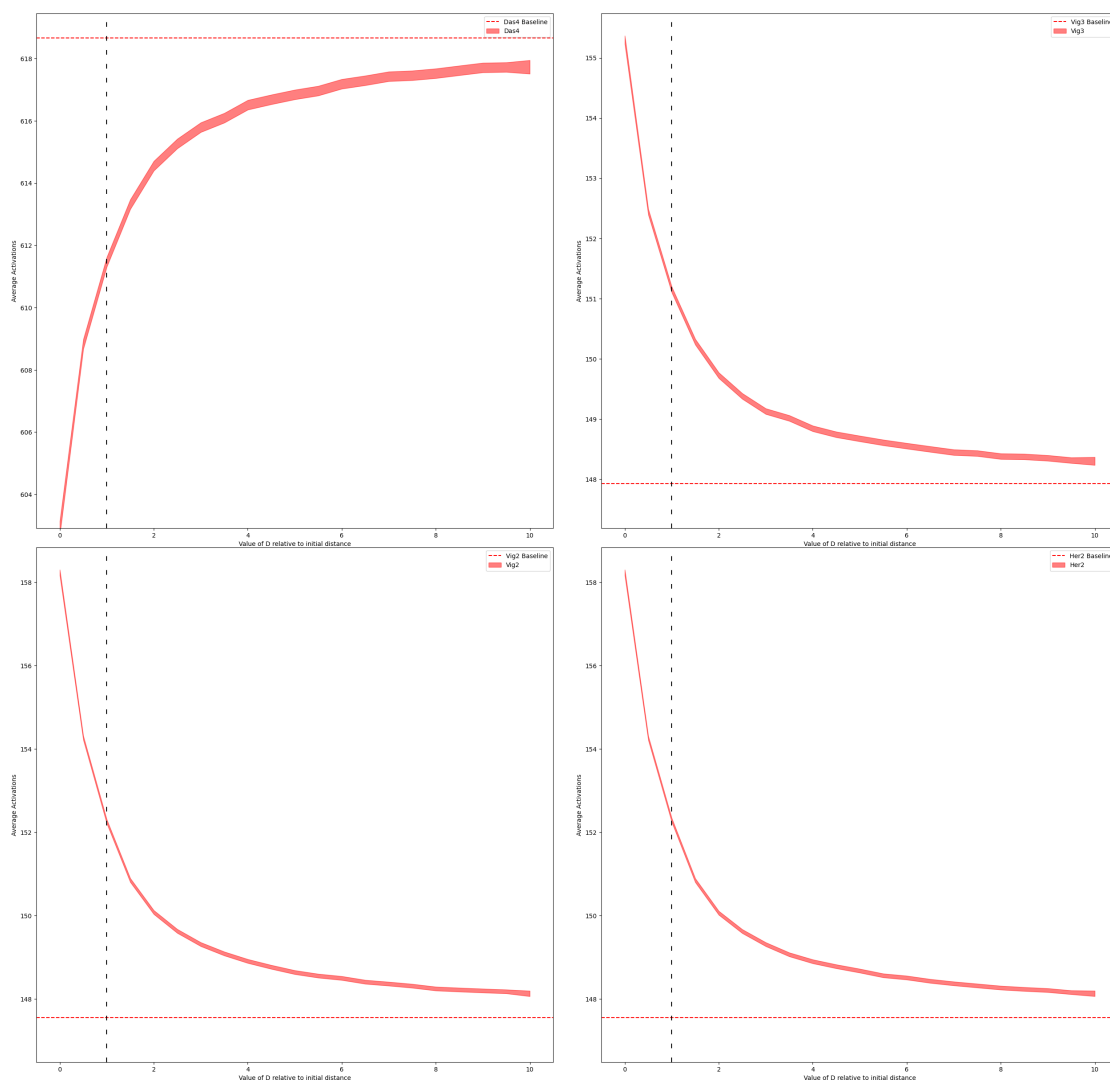 Das4 Baseline
Das4
618
616
614
612
610
608
606
604
Average Activations
0 2 4 6 8 10
Value of D relative to initial distance
Vig3 Baseline
Vig3
155
154
153
152
151
150
149
148
Average Activations
0 2 4 6 8 10
Value of D relative to initial distance
Vig2 Baseline
Vig2
158
156
154
152
150
148
Average Activations
0 2 4 6 8 10
Value of D relative to initial distance
Her2 Baseline
Her2
158
156
154
152
150
148
Average Activations
0 2 4 6 8 10
Value of D relative to initial distance